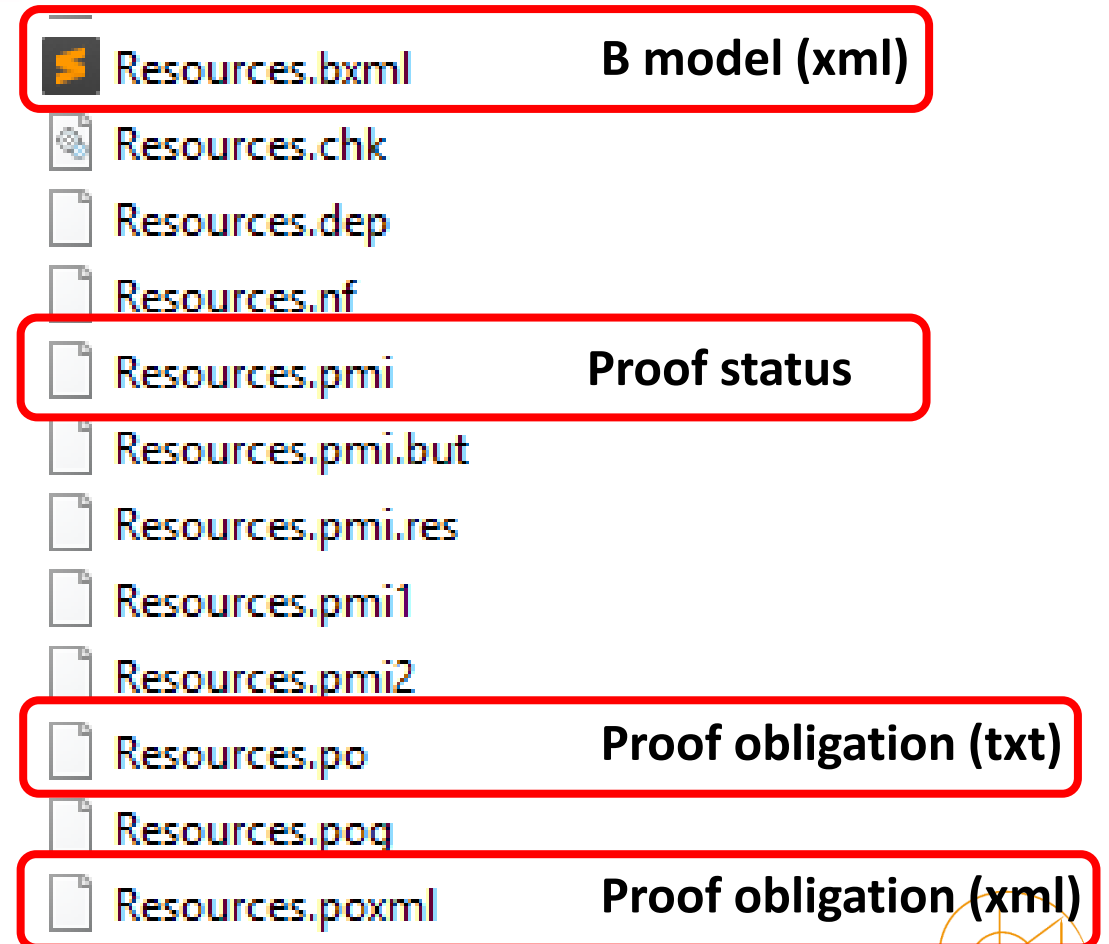 Resources.bxml B model (xml)
Resources.chk
Resources.dep
Resources.nf
Resources.pmi Proof status
Resources.pmi.but
Resources.pmi.res
Resources.pmi1
Resources.pmi2
Resources.po Proof obligation (txt)
Resources.pog
Resources.poxml Proof obligation (xml)